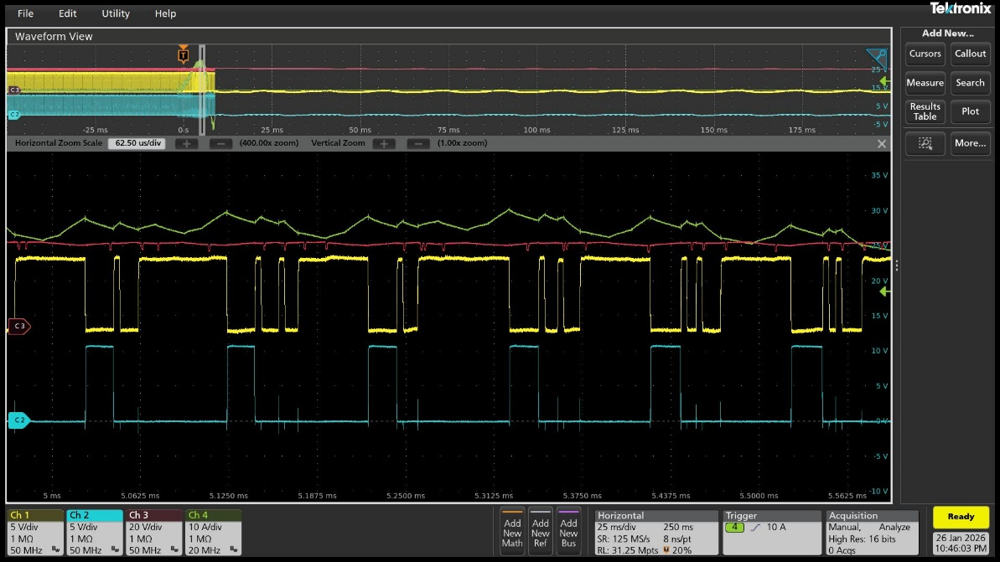 File Edit Utility Help
Tektronix
Waveform View
Add New...
Cursors Callout
Measure Search
Results Table Plot
More...
T
C3
C2
25
15 V
5 V
-5 V
-25 ms 0 s 25 ms 50 ms 75 ms 100 ms 125 ms 150 ms 175 ms
Horizontal Zoom Scale 62.50 us/div + − (400.00x zoom) Vertical Zoom + − (1.00x zoom)
35 V
30 V
25 V
20 V
15 V
10 V
5 V
0 V
-5 V
-10 V
C3
C2
5 ms 5.0625 ms 5.1250 ms 5.1875 ms 5.2500 ms 5.3125 ms 5.3750 ms 5.4375 ms 5.5000 ms 5.5625 ms
Ch 1
5 V/div
1 MΩ
50 MHz Bw
Ch 2
5 V/div
1 MΩ
50 MHz Bw
Ch 3
20 V/div
1 MΩ
50 MHz Bw
Ch 4
10 A/div
1 MΩ
20 MHz Bw
Add New Math
Add New Ref
Add New Bus
Horizontal
25 ms/div 250 ms
SR: 125 MS/s 8 ns/pt
RL: 31.25 Mpts T 20%
Trigger
4 10 A
Acquisition
Manual, Analyze
High Res: 16 bits
0 Acqs
Ready
26 Jan 2026
10:46:03 PM